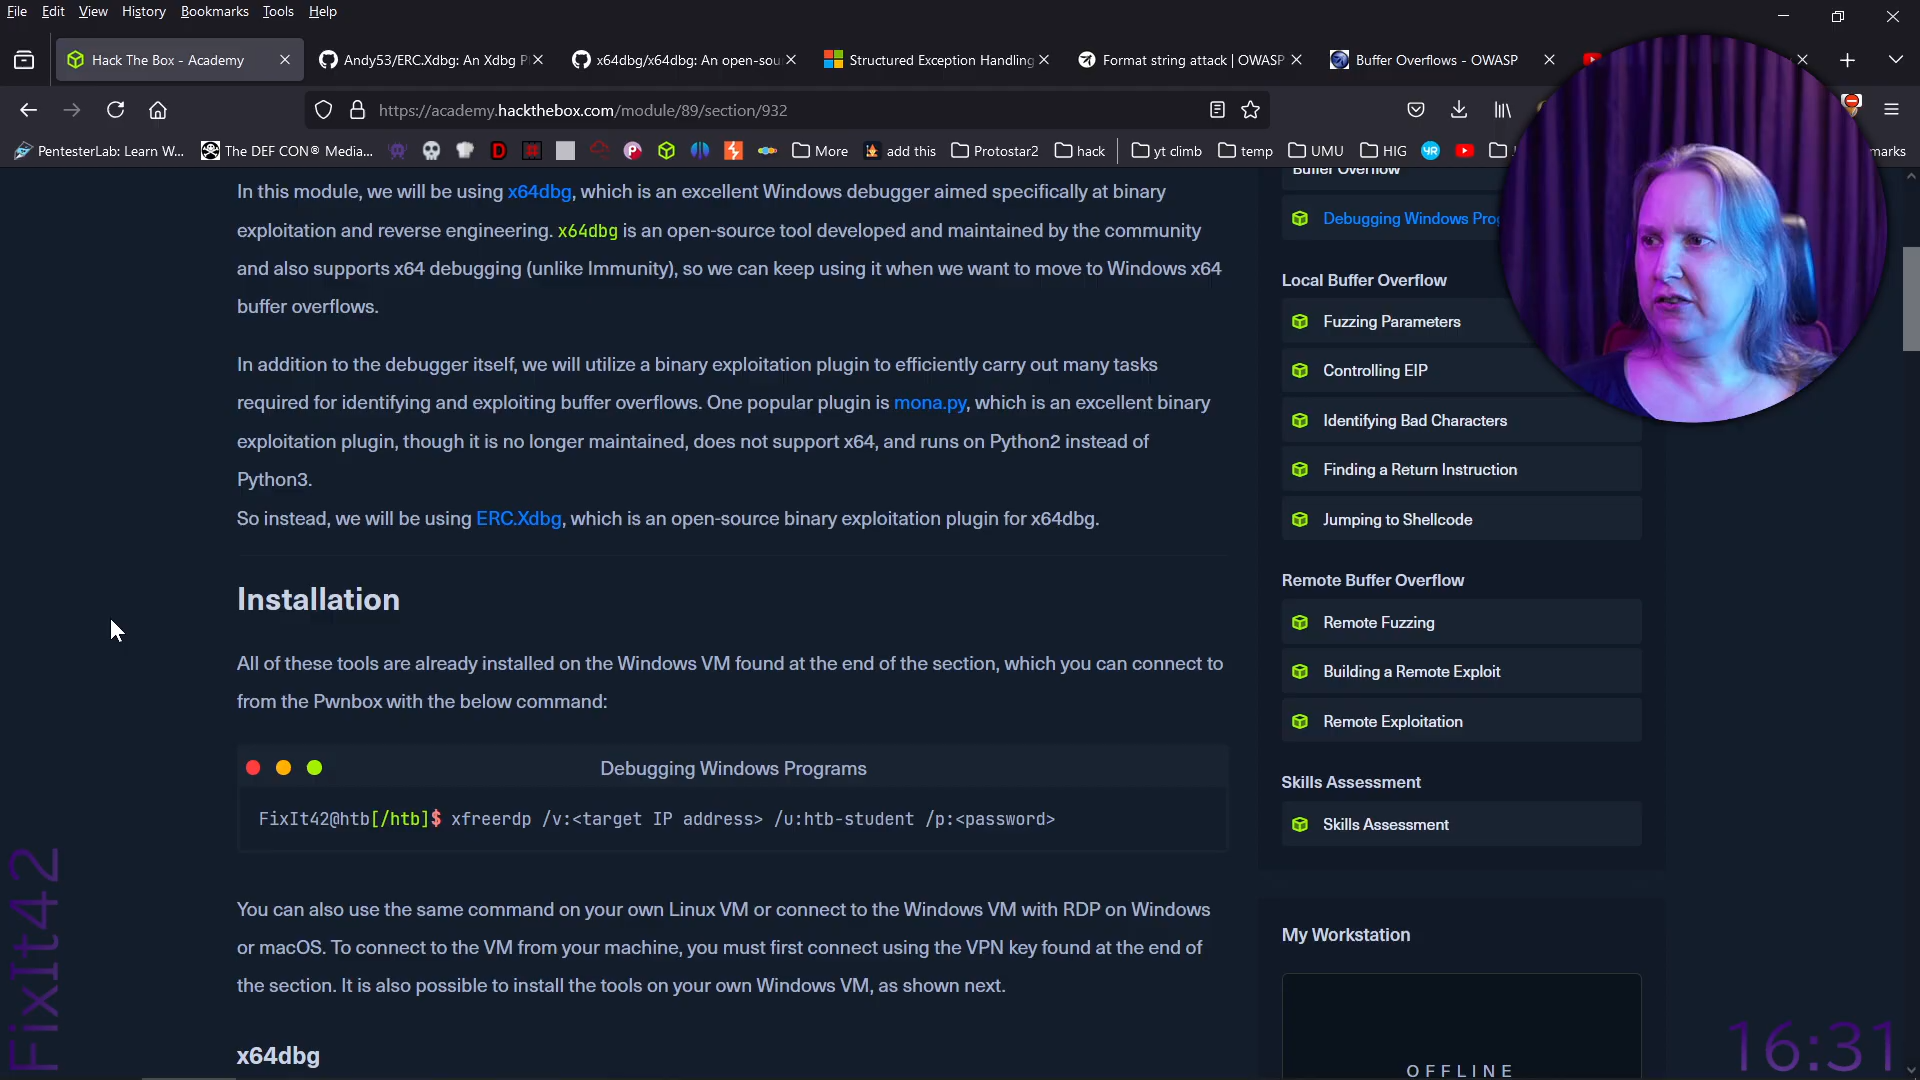 File Edit View History Bookmarks Tools Help
Hack The Box - Academy
Andy53/ERC.Xdbg: An Xdbg P
x64dbg/x64dbg: An open-sou
Structured Exception Handling
Format string attack | OWASP
Buffer Overflows - OWASP
https://academy.hackthebox.com/module/89/section/932
PentesterLab: Learn W...
The DEF CON® Media...
More
add this
Protostar2
hack
yt climb
temp
UMU
HIG
marks
In this module, we will be using x64dbg, which is an excellent Windows debugger aimed specifically at binary
exploitation and reverse engineering. x64dbg is an open-source tool developed and maintained by the community
and also supports x64 debugging (unlike Immunity), so we can keep using it when we want to move to Windows x64
buffer overflows.
In addition to the debugger itself, we will utilize a binary exploitation plugin to efficiently carry out many tasks
required for identifying and exploiting buffer overflows. One popular plugin is mona.py, which is an excellent binary
exploitation plugin, though it is no longer maintained, does not support x64, and runs on Python2 instead of
Python3.
So instead, we will be using ERC.Xdbg, which is an open-source binary exploitation plugin for x64dbg.
Installation
All of these tools are already installed on the Windows VM found at the end of the section, which you can connect to
from the Pwnbox with the below command:
Debugging Windows Programs
FixIt42@htb[/htb]$ xfreerdp /v:<target IP address> /u:htb-student /p:<password>
You can also use the same command on your own Linux VM or connect to the Windows VM with RDP on Windows
or macOS. To connect to the VM from your machine, you must first connect using the VPN key found at the end of
the section. It is also possible to install the tools on your own Windows VM, as shown next.
x64dbg
Buffer Overflow
Debugging Windows Prog
Local Buffer Overflow
Fuzzing Parameters
Controlling EIP
Identifying Bad Characters
Finding a Return Instruction
Jumping to Shellcode
Remote Buffer Overflow
Remote Fuzzing
Building a Remote Exploit
Remote Exploitation
Skills Assessment
Skills Assessment
My Workstation
OFFLINE
FixIt42
16:31